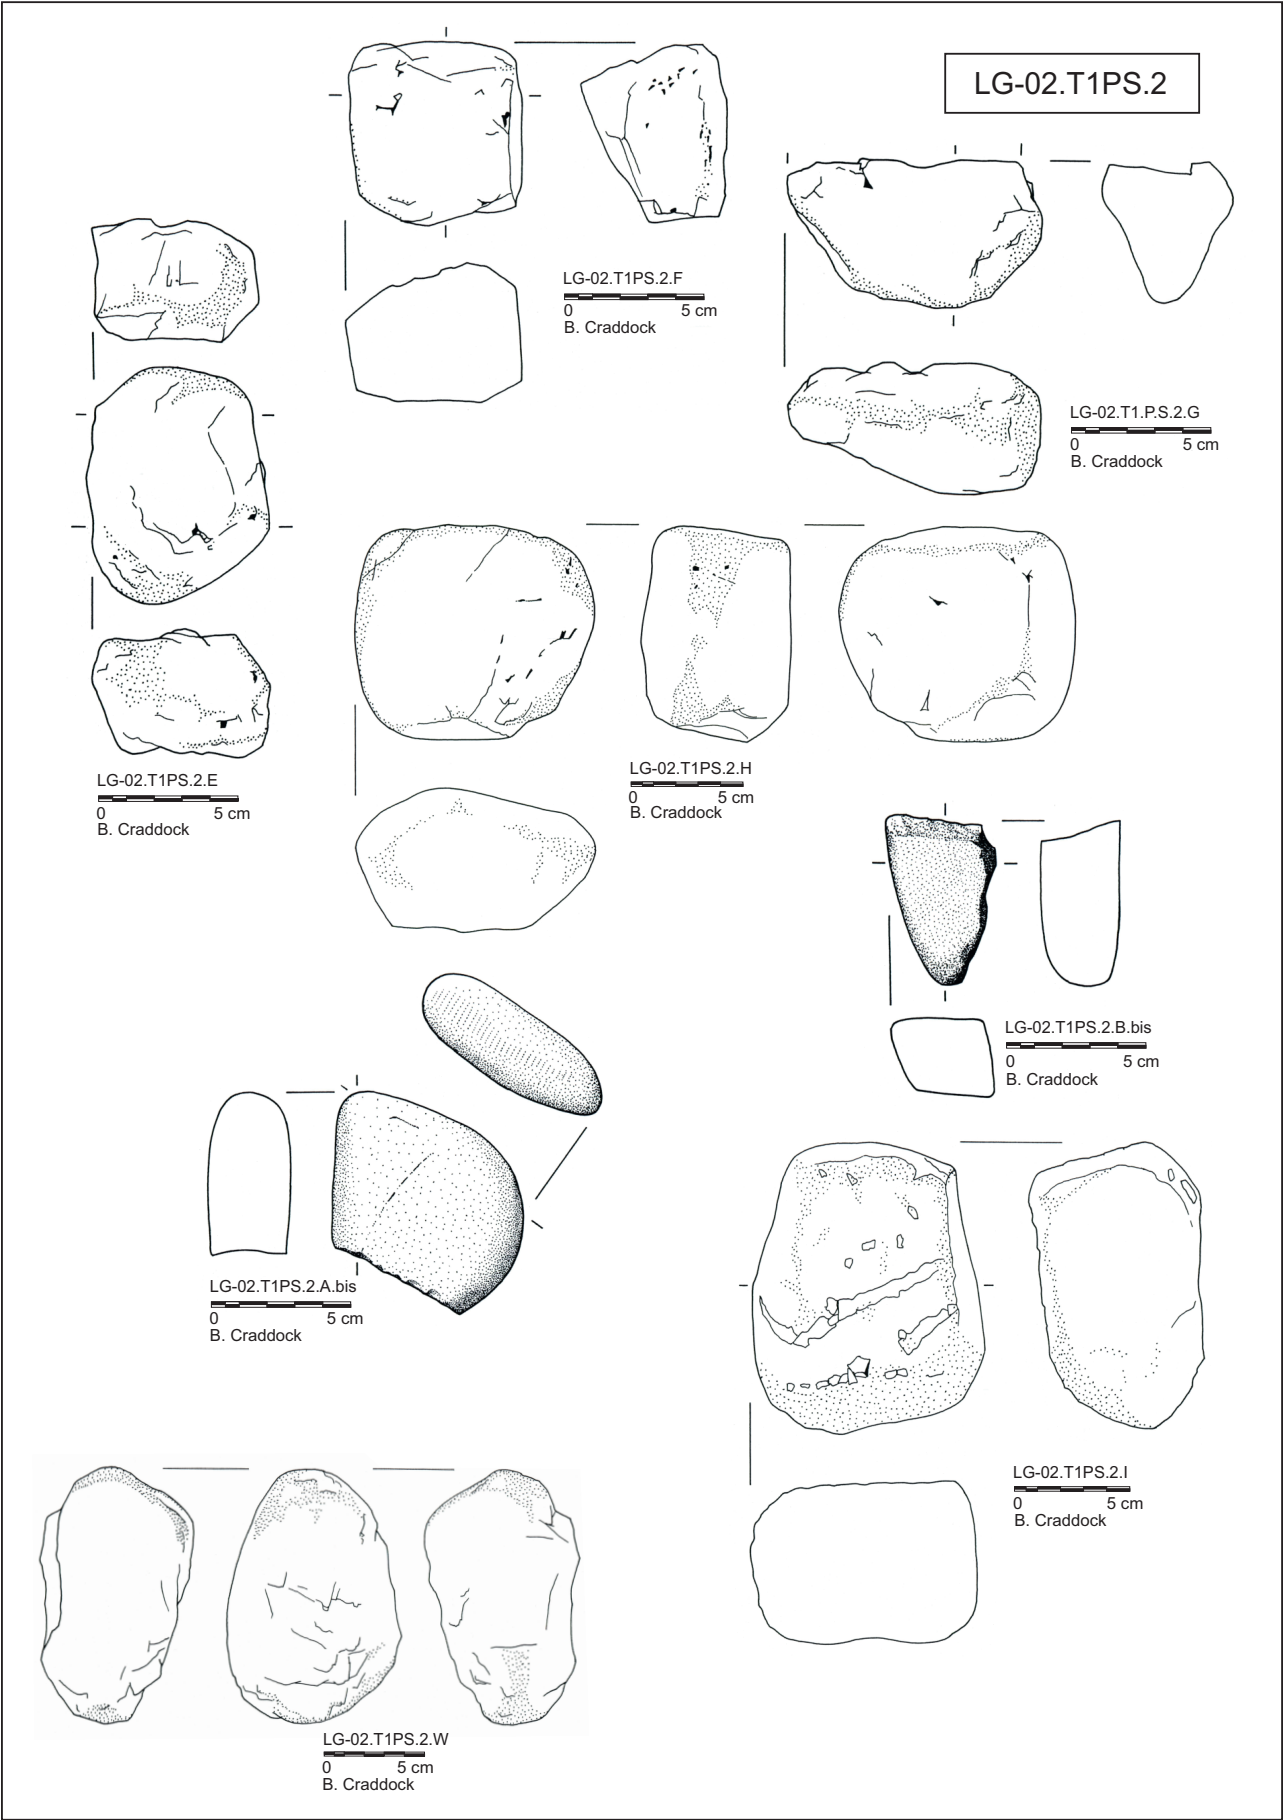 LG-02.T1PS.2
LG-02.T1PS.2.F
0 5 cm
B. Craddock
LG-02.T1.P.S.2.G
0 5 cm
B. Craddock
LG-02.T1PS.2.E
0 5 cm
B. Craddock
LG-02.T1PS.2.H
0 5 cm
B. Craddock
LG-02.T1PS.2.B.bis
0 5 cm
B. Craddock
LG-02.T1PS.2.A.bis
0 5 cm
B. Craddock
LG-02.T1PS.2.I
0 5 cm
B. Craddock
LG-02.T1PS.2.W
0 5 cm
B. Craddock